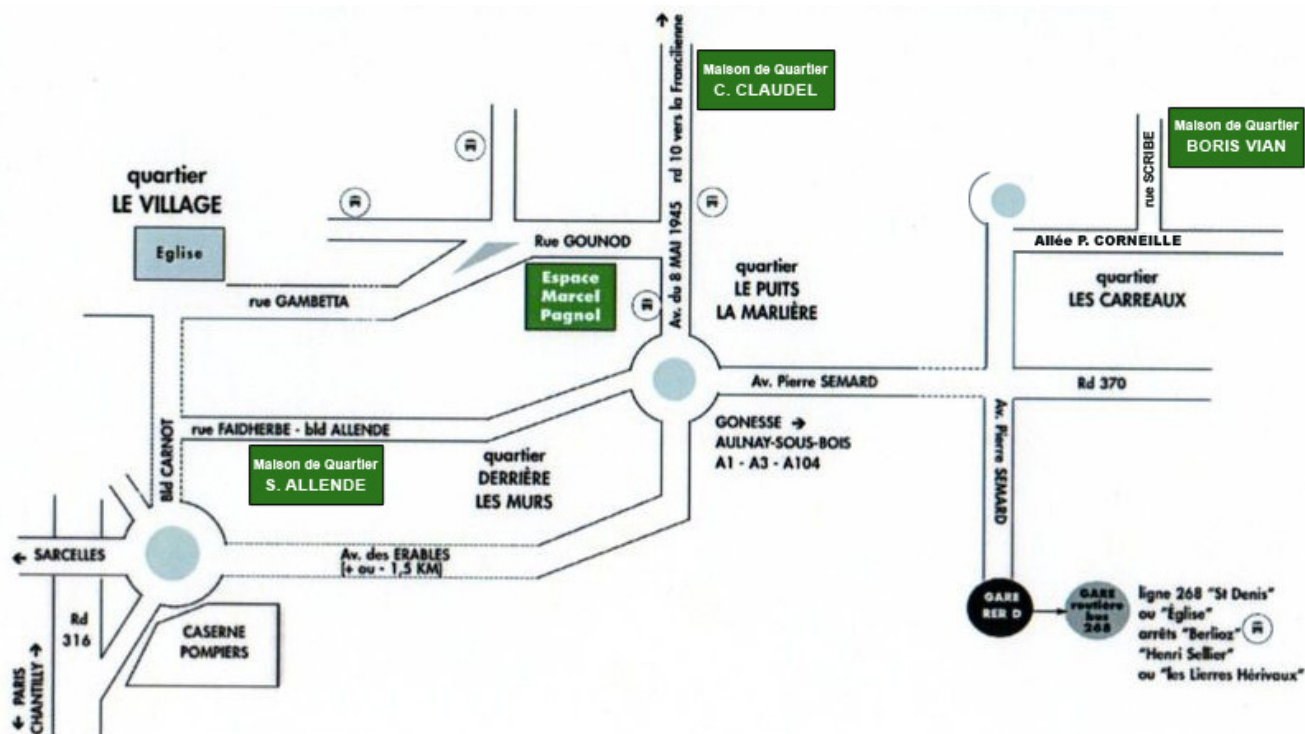 Maison de Quartier
C. CLAUDEL
Maison de Quartier
BORIS VIAN
rue SCRIBE
Av. du 8 MAI 1945 rd 10 vers la Francilienne
quartier
LE VILLAGE
Eglise
Rue GOUNOD
Allée P. CORNEILLE
Espace
Marcel
Pagnol
quartier
LE PUITS
LA MARLIÈRE
quartier
LES CARREAUX
rue GAMBETTA
Av. Pierre SEMARD
Rd 370
rue FAIDHERBE - bld ALLENDE
GONESSE →
AULNAY-SOUS-BOIS
A1 - A3 - A104
Av. Pierre SEMARD
Bld CARNOT
Maison de Quartier
S. ALLENDE
quartier
DERRIÈRE
LES MURS
← SARCELLES
Av. des ERABLES
(+ ou - 1,5 KM)
GARE
RER D
GARE
routière
bus
268
ligne 268 "St Denis"
ou "Église"
arrêts "Berlioz"
"Henri Sellier"
ou "les Lierres Hérivaux"
Rd
316
CASERNE
POMPIERS
← PARIS
CHANTILLY →